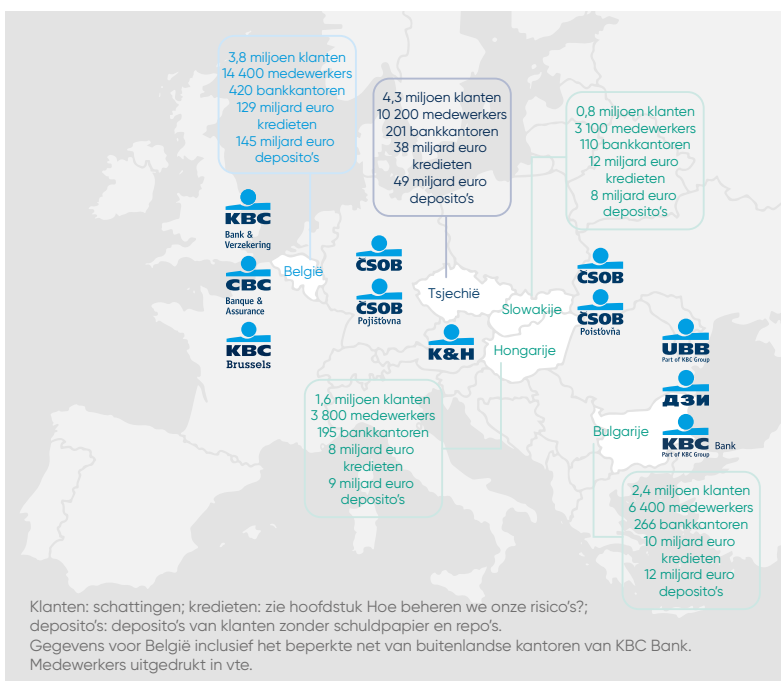 3,8 miljoen klanten
14 400 medewerkers
420 bankkantoren
129 miljard euro
kredieten
145 miljard euro
deposito's
4,3 miljoen klanten
10 200 medewerkers
201 bankkantoren
38 miljard euro
kredieten
49 miljard euro
deposito's
0,8 miljoen klanten
3 100 medewerkers
110 bankkantoren
12 miljard euro
kredieten
8 miljard euro
deposito's
KBC
Bank &
Verzekering
CBC
Banque &
Assurance
KBC
Brussels
België
ČSOB
ČSOB
Pojišťovna
Tsjechië
K&H
Slowakije
Hongarije
ČSOB
ČSOB
Poisťovňa
UBB
Part of KBC Group
ДЗИ
KBC Bank
Part of KBC Group
Bulgarije
1,6 miljoen klanten
3 800 medewerkers
195 bankkantoren
8 miljard euro
kredieten
9 miljard euro
deposito's
2,4 miljoen klanten
6 400 medewerkers
266 bankkantoren
10 miljard euro
kredieten
12 miljard euro
deposito's
Klanten: schattingen; kredieten: zie hoofdstuk Hoe beheren we onze risico's?;
deposito's: deposito's van klanten zonder schuldpapier en repo's.
Gegevens voor België inclusief het beperkte net van buitenlandse kantoren van KBC Bank.
Medewerkers uitgedrukt in vte.